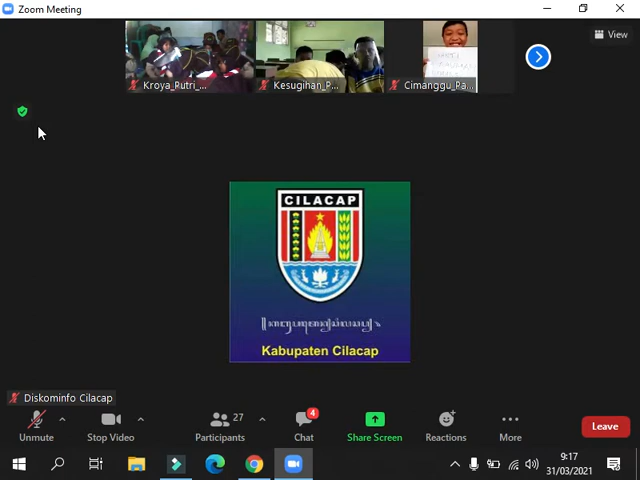 Zoom Meeting
View
Kroya_Putri_...
Kesugihan_P...
Cimanggu_Pa...
CILACAP
Kabupaten Cilacap
Diskominfo Cilacap
27
4
Unmute
Stop Video
Participants
Chat
Share Screen
Reactions
More
Leave
9:17
31/03/2021